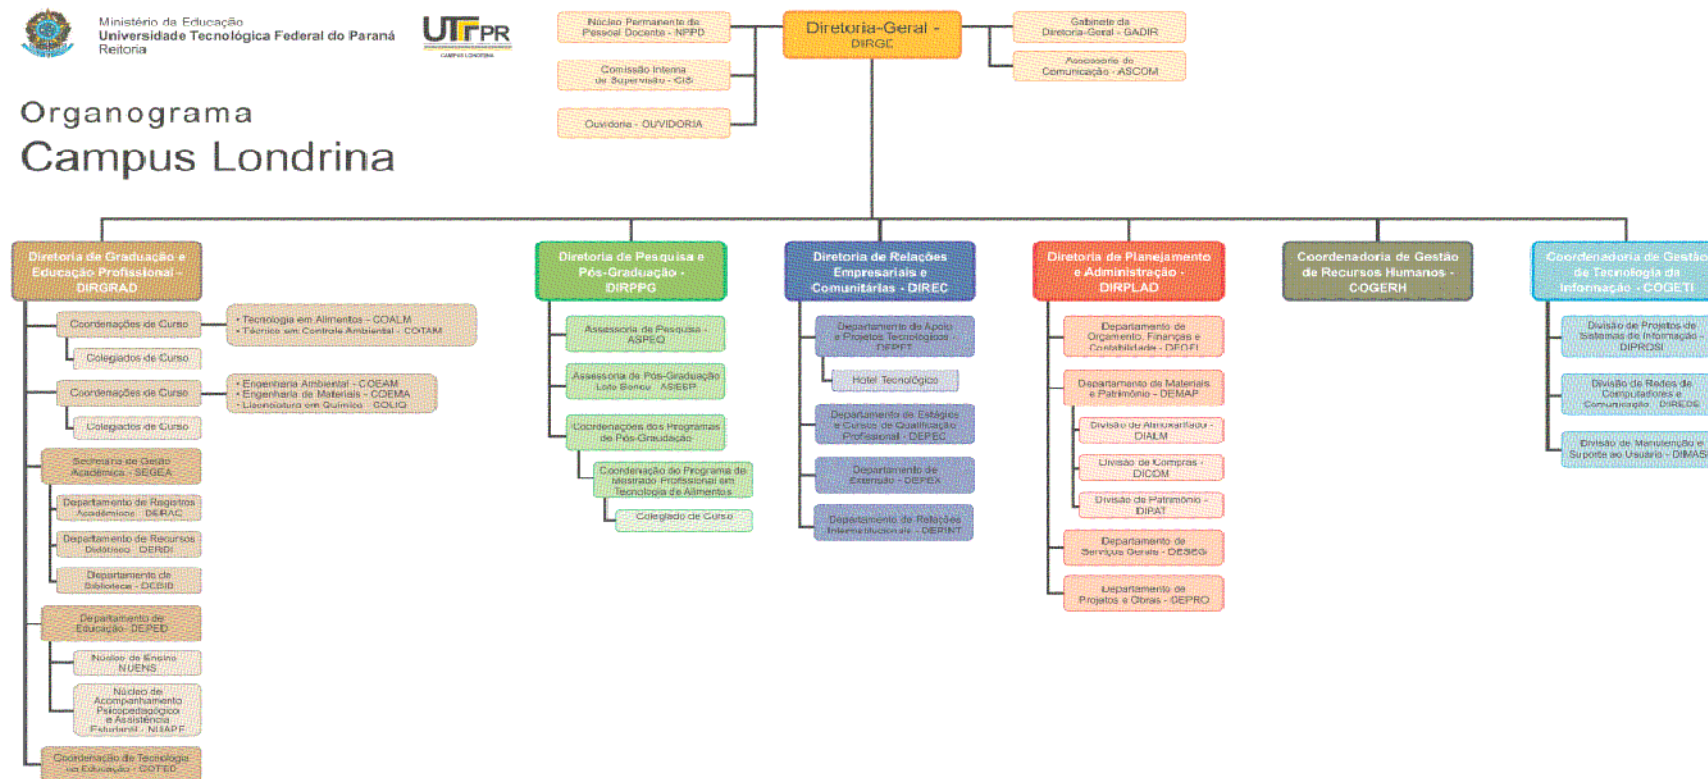 Ministério da Educação
Universidade Tecnológica Federal do Paraná
Reitoria
UTFPR
CAMPUS LONDRINA
Organograma
Campus Londrina
Núcleo Permanente de
Pessoal Docente - NPPD
Comissão Interna
de Supervisão - CIS
Ouvidoria - OUVIDORIA
Diretoria-Geral -
DIRGE
Gabinete da
Diretoria-Geral - GADIR
Assessoria de
Comunicação - ASCOM
Diretoria de Graduação e
Educação Profissional -
DIRGRAD
Coordenações de Curso
• Tecnologia em Alimentos - COALM
• Técnico em Controle Ambiental - COTAM
Colegiados de Curso
Coordenações de Curso
• Engenharia Ambiental - COEAM
• Engenharia de Materiais - COEMA
• Licenciatura em Química - COLIQ
Colegiados de Curso
Secretaria de Gestão
Acadêmica - SEGEA
Departamento de Registros
Acadêmicos - DERAC
Departamento de Recursos
Didáticos - DERDI
Departamento de
Biblioteca - DEBIB
Departamento de
Educação - DEPED
Núcleo de Ensino
NUENS
Núcleo de
Acompanhamento
Psicopedagógico
e Assistência
Estudantil - NUAPE
Coordenação de Tecnologia
na Educação - COTED
Diretoria de Pesquisa e
Pós-Graduação -
DIRPPG
Assessoria de Pesquisa -
ASPEQ
Assessoria de Pós-Graduação
Lato Sensu -
Coordenações dos Programas
de Pós-Graudação
Coordenação do Programa de
Mestrado Profissional em
Tecnologia de Alimentos
Colegiado de Curso
Diretoria de Relações
Empresariais e
Comunitárias - DIREC
Departamento de Apoio
e Projetos Tecnológicos -
DEPET
Hotel Tecnológico
Departamento de Estágios
e Cursos de Qualificação
Profissional - DEPEC
Departamento de
Extensão - DEPEX
Departamento de Relações
Interinstitucionais - DERINT
Diretoria de Planejamento
e Administração -
DIRPLAD
Departamento de
Orçamento, Finanças e
Contabilidade - DEOFI
Departamento de Materiais
e Patrimônio - DEMAP
Divisão de Almoxarifado -
DIALM
Divisão de Compras -
DICOM
Divisão de Patrimônio -
DIPAT
Departamento de
Serviços Gerais - DESEG
Departamento de
Projetos e Obras - DEPRO
Coordenadoria de Gestão
de Recursos Humanos -
COGERH
Coordenadoria de Gestão
de Tecnologia da
Informação - COGETI
Divisão de Projetos de
Sistemas de Informação -
DIPROSI
Divisão de Redes de
Computadores e
Comunicação - DIREDE
Divisão de Manutenção e
Suporte ao Usuário - DIMASU